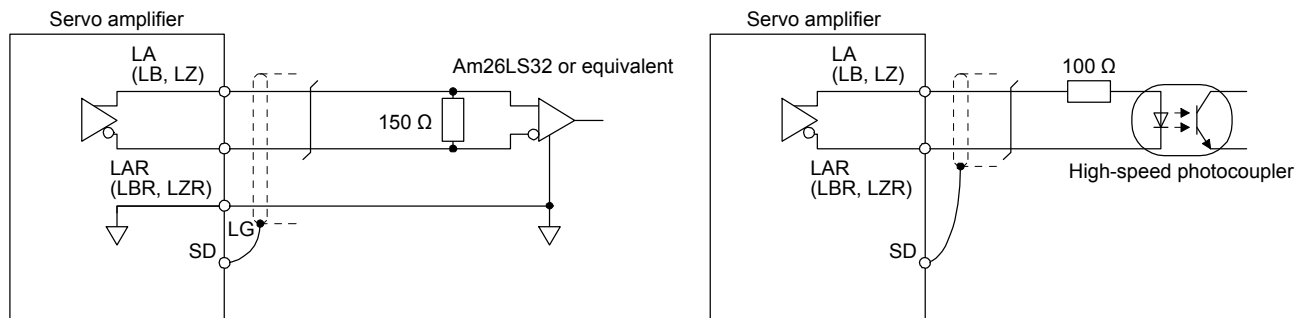 Servo amplifier
LA
(LB, LZ)
Am26LS32 or equivalent
150 Ω
LAR
(LBR, LZR)
LG
SD
Servo amplifier
LA
(LB, LZ)
100 Ω
LAR
(LBR, LZR)
High-speed photocoupler
SD